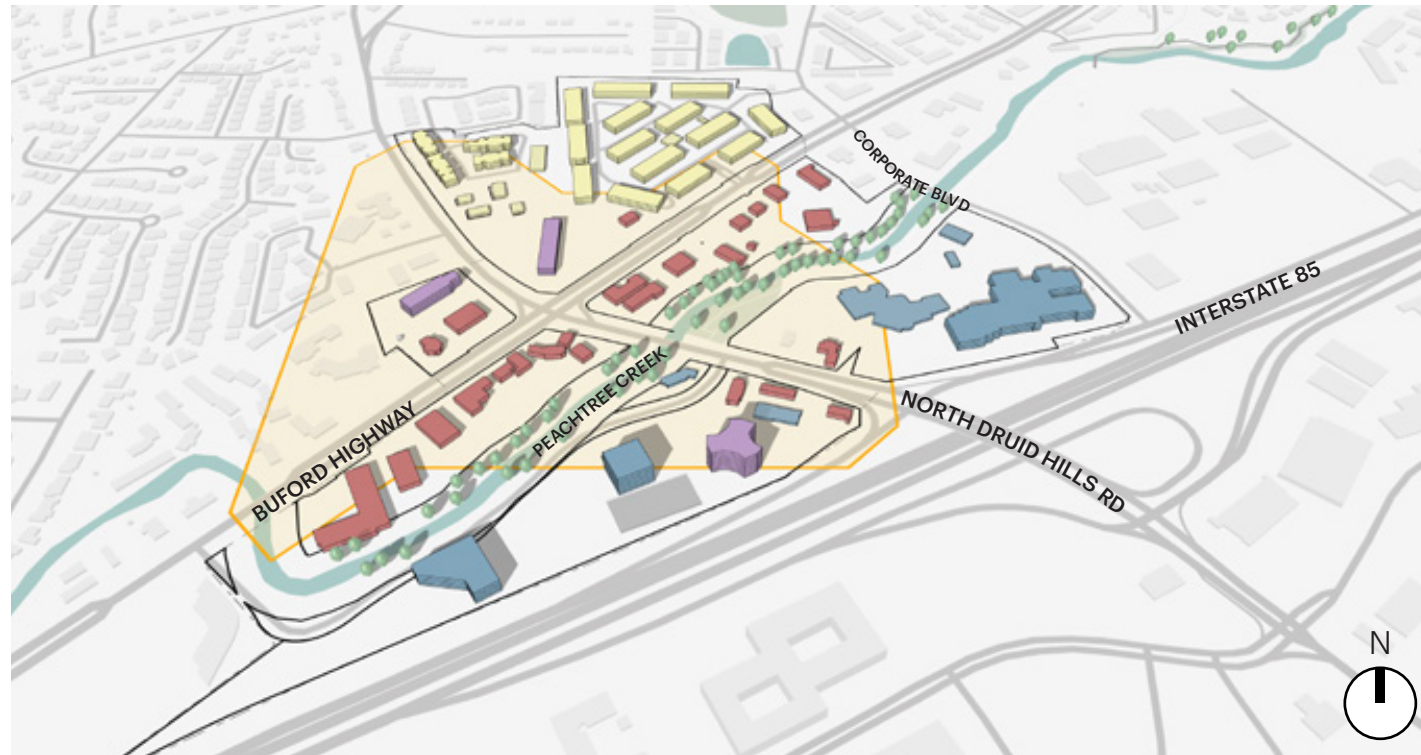 CORPORATE BLVD
INTERSTATE 85
PEACHTREE CREEK
BUFORD HIGHWAY
NORTH DRUID HILLS RD
N